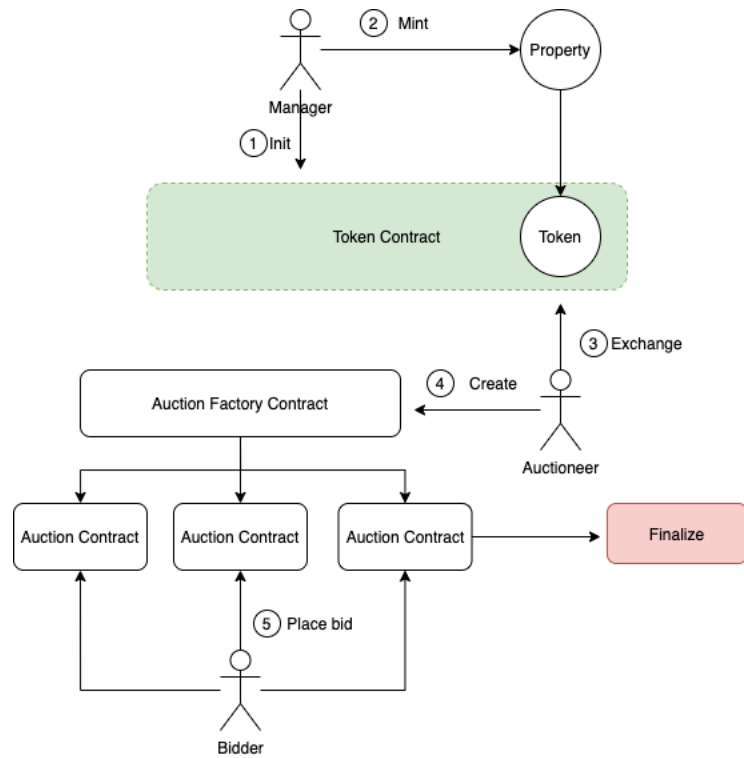 2 Mint
Property
Manager
1 Init
Token Contract
Token
3 Exchange
4 Create
Auction Factory Contract
Auctioneer
Auction Contract
Auction Contract
Auction Contract
Finalize
5 Place bid
Bidder